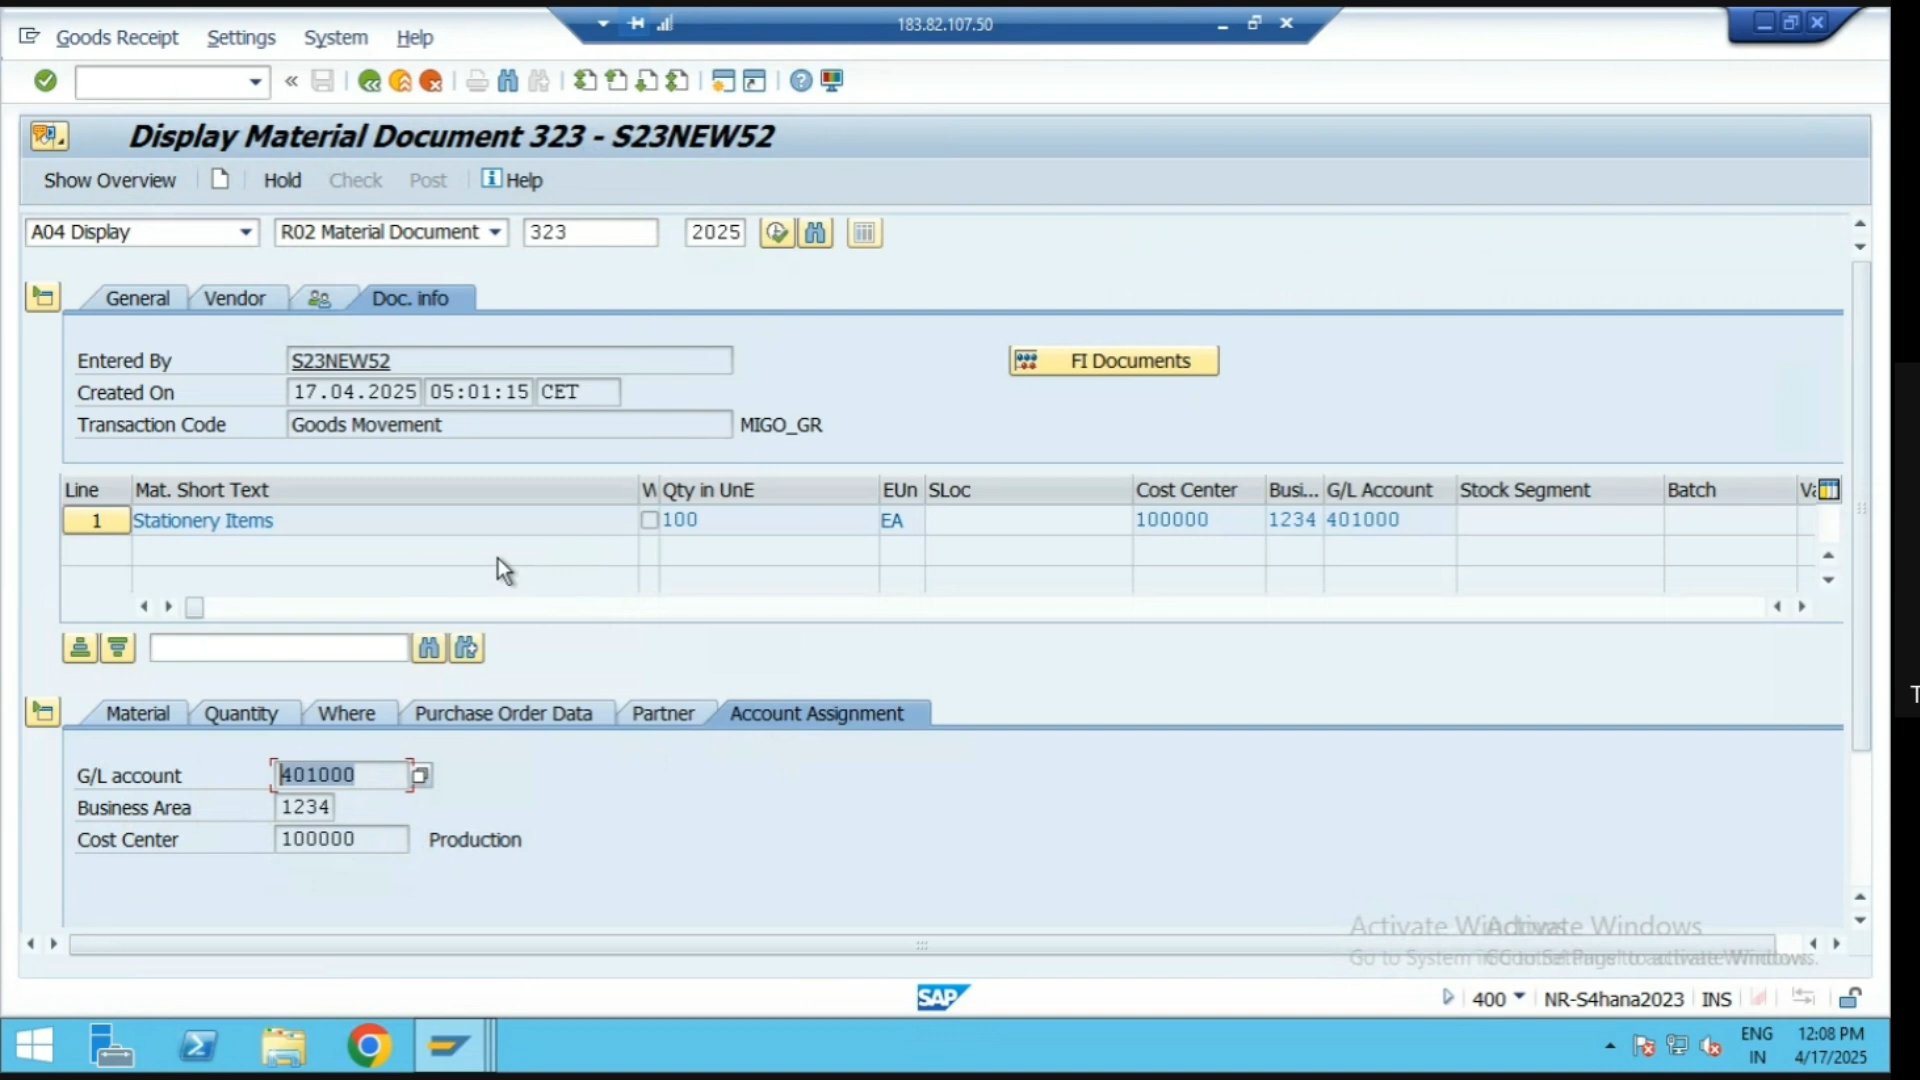 183.82.107.50
Goods Receipt Settings System Help
Display Material Document 323 - S23NEW52
Show Overview Hold Check Post Help
A04 Display R02 Material Document 323 2025
General Vendor Doc. info
Entered By S23NEW52 FI Documents
Created On 17.04.2025 05:01:15 CET
Transaction Code Goods Movement MIGO_GR
Line Mat. Short Text Qty in UnE EUn SLoc Cost Center Busi... G/L Account Stock Segment Batch
1 Stationery Items 100 EA 100000 1234 401000
Material Quantity Where Purchase Order Data Partner Account Assignment
G/L account 401000
Business Area 1234
Cost Center 100000 Production
Activate Windows
Go to System
SAP 400 NR-S4hana2023 INS
ENG 12:08 PM
IN 4/17/2025